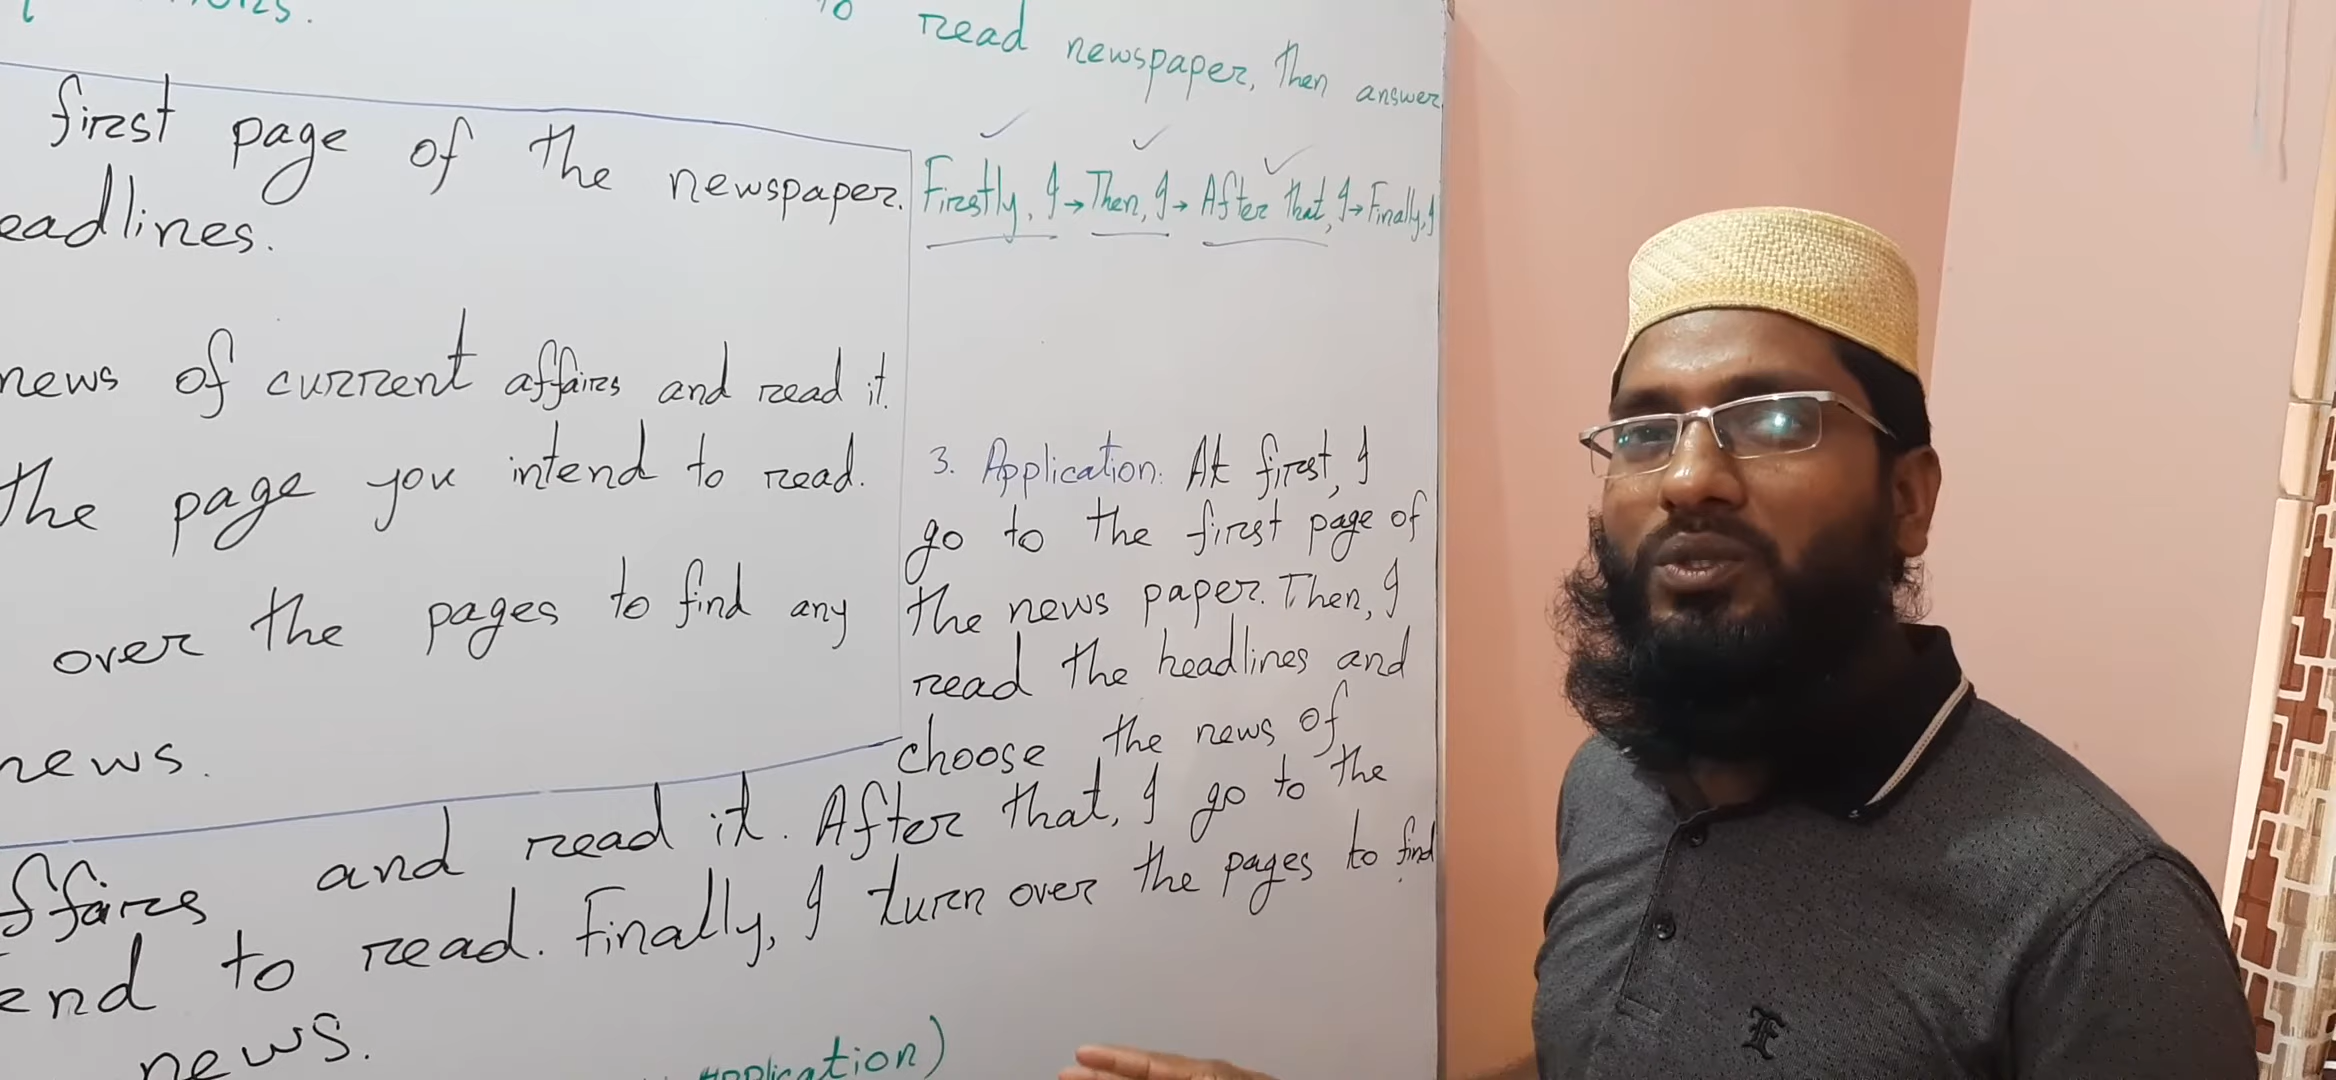 read newspaper, Then answer
first page of the newspaper.
eadlines.
news of current affairs and read it.
the page you intend to read.
over the pages to find any
news.
Firstly, I → Then, I → After that, I → Finally, I
3. Application: At first, I
go to the first page of
the news paper. Then, I
read the headlines and
choose the news of
ffairs and read it. After that, I go to the
end to read. Finally, I turn over the pages to find
news.
application)